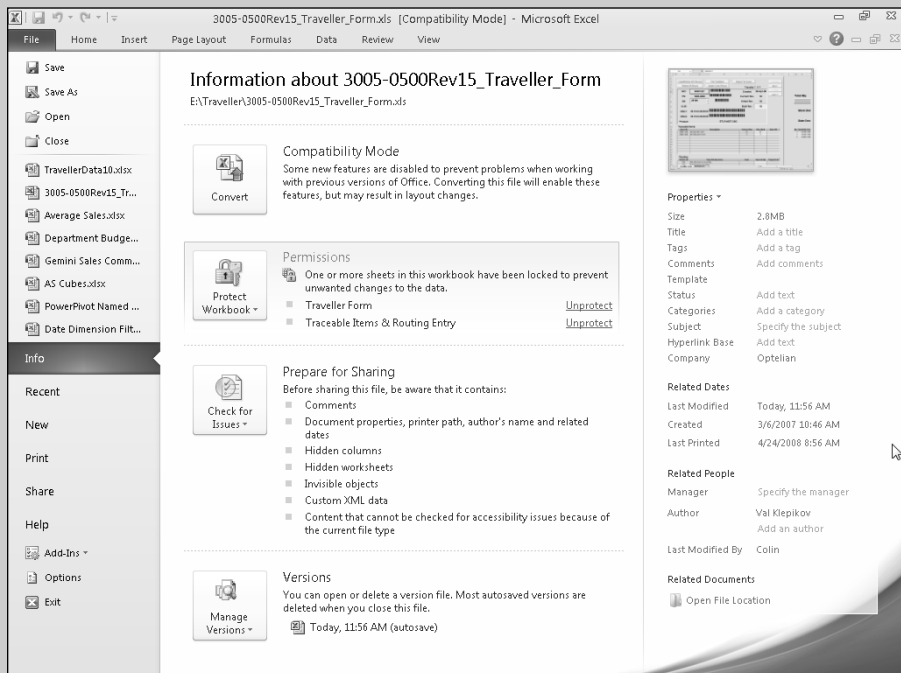 3005-0500Rev15_Traveller_Form.xls [Compatibility Mode] - Microsoft Excel
File Home Insert Page Layout Formulas Data Review View
Save
Save As
Open
Close
TravellerData10.xlsx
3005-0500Rev15_Tr...
Average Sales.xlsx
Department Budge...
Gemini Sales Comm...
AS Cubes.xlsx
PowerPivot Named ...
Date Dimension Filt...
Info
Recent
New
Print
Share
Help
Add-Ins
Options
Exit
Information about 3005-0500Rev15_Traveller_Form
E:\Traveller\3005-0500Rev15_Traveller_Form.xls
Convert
Compatibility Mode
Some new features are disabled to prevent problems when working
with previous versions of Office. Converting this file will enable these
features, but may result in layout changes.
Protect
Workbook
Permissions
One or more sheets in this workbook have been locked to prevent
unwanted changes to the data.
Traveller Form Unprotect
Traceable Items & Routing Entry Unprotect
Check for
Issues
Prepare for Sharing
Before sharing this file, be aware that it contains:
Comments
Document properties, printer path, author's name and related
dates
Hidden columns
Hidden worksheets
Invisible objects
Custom XML data
Content that cannot be checked for accessibility issues because of
the current file type
Manage
Versions
Versions
You can open or delete a version file. Most autosaved versions are
deleted when you close this file.
Today, 11:56 AM (autosave)
Properties
Size 2.8MB
Title Add a title
Tags Add a tag
Comments Add comments
Template
Status Add text
Categories Add a category
Subject Specify the subject
Hyperlink Base Add text
Company Optelian
Related Dates
Last Modified Today, 11:56 AM
Created 3/6/2007 10:46 AM
Last Printed 4/24/2008 8:56 AM
Related People
Manager Specify the manager
Author Val Klepikov
Add an author
Last Modified By Colin
Related Documents
Open File Location